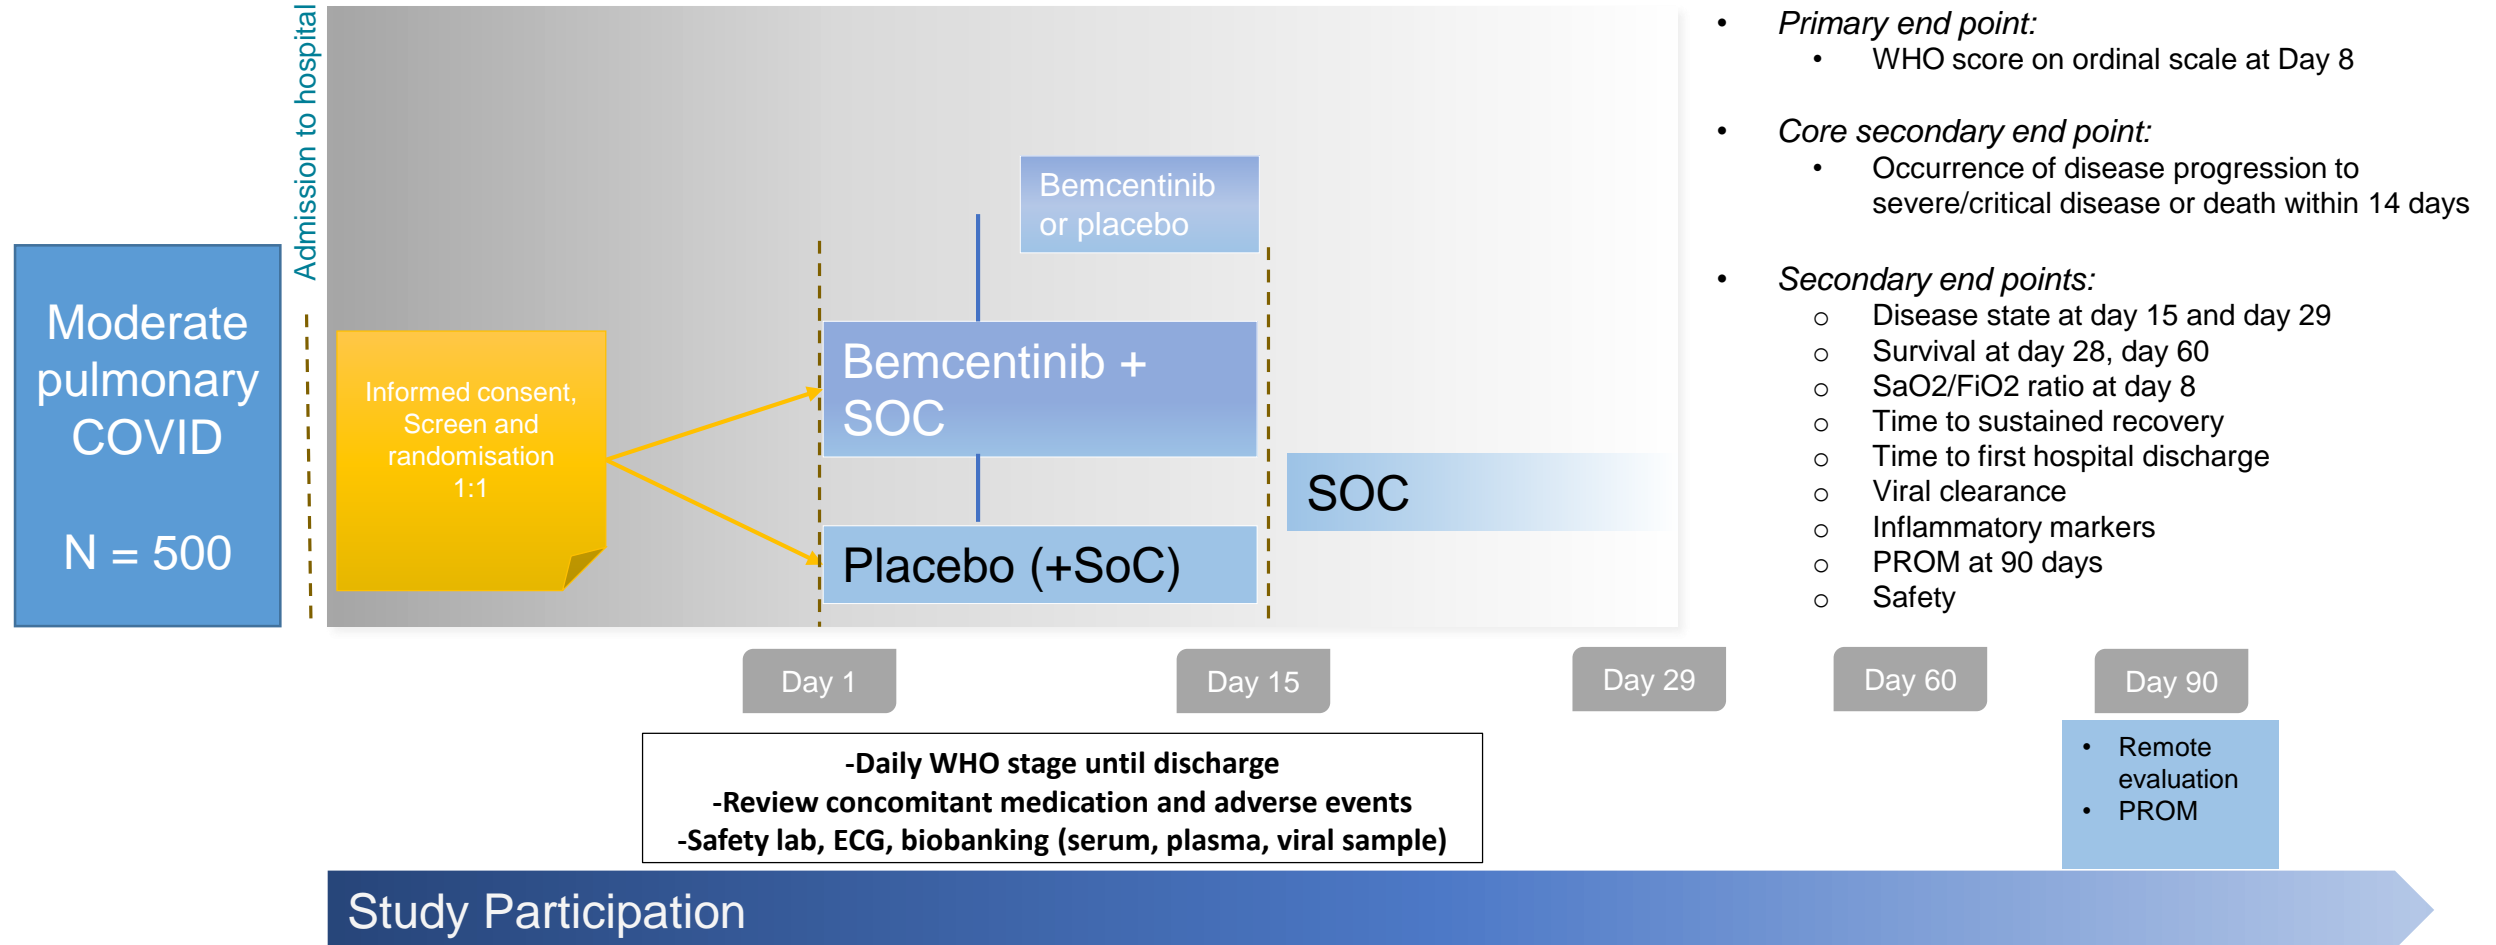 Admission to hospital
Moderate
pulmonary
COVID
N = 500
Informed consent,
Screen and
randomisation
1:1
Bemcentinib
or placebo
Bemcentinib +
SOC
Placebo (+SoC)
SOC
• Primary end point:
• WHO score on ordinal scale at Day 8
• Core secondary end point:
• Occurrence of disease progression to
severe/critical disease or death within 14 days
• Secondary end points:
o Disease state at day 15 and day 29
o Survival at day 28, day 60
o SaO2/FiO2 ratio at day 8
o Time to sustained recovery
o Time to first hospital discharge
o Viral clearance
o Inflammatory markers
o PROM at 90 days
o Safety
Day 1
Day 15
Day 29
Day 60
Day 90
-Daily WHO stage until discharge
-Review concomitant medication and adverse events
-Safety lab, ECG, biobanking (serum, plasma, viral sample)
• Remote
evaluation
• PROM
Study Participation